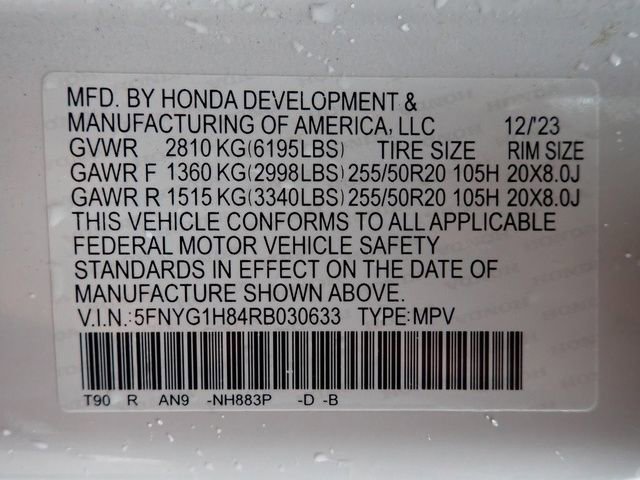 MFD. BY HONDA DEVELOPMENT &
MANUFACTURING OF AMERICA, LLC 12/'23
GVWR 2810 KG(6195LBS) TIRE SIZE RIM SIZE
GAWR F 1360 KG(2998LBS) 255/50R20 105H 20X8.0J
GAWR R 1515 KG(3340LBS) 255/50R20 105H 20X8.0J
THIS VEHICLE CONFORMS TO ALL APPLICABLE
FEDERAL MOTOR VEHICLE SAFETY
STANDARDS IN EFFECT ON THE DATE OF
MANUFACTURE SHOWN ABOVE.
V.I.N.:5FNYG1H84RB030633 TYPE:MPV
T90 R AN9 -NH883P -D -B